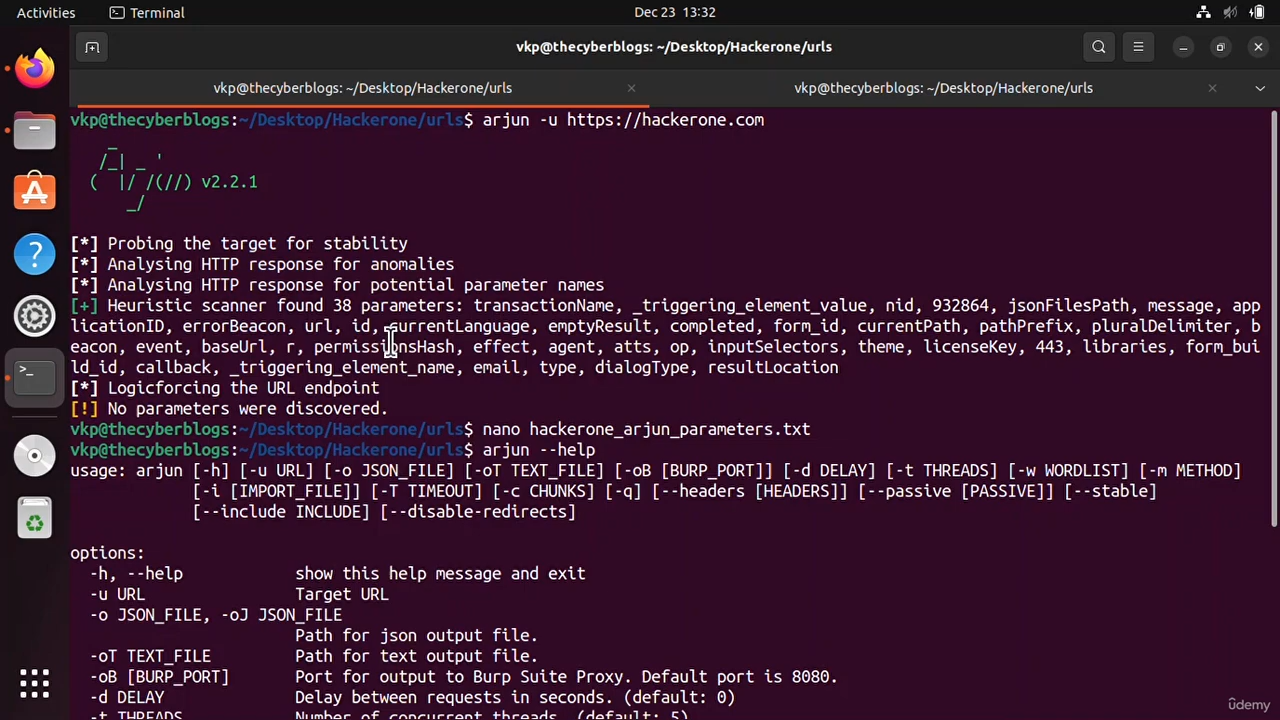 Activities Terminal Dec 23 13:32
vkp@thecyberblogs: ~/Desktop/Hackerone/urls
vkp@thecyberblogs: ~/Desktop/Hackerone/urls × vkp@thecyberblogs: ~/Desktop/Hackerone/urls ×
vkp@thecyberblogs:~/Desktop/Hackerone/urls$ arjun -u https://hackerone.com
    _
   /_| _ '
  (  |/ /(//) v2.2.1
      _/
[*] Probing the target for stability
[*] Analysing HTTP response for anomalies
[*] Analysing HTTP response for potential parameter names
[+] Heuristic scanner found 38 parameters: transactionName, _triggering_element_value, nid, 932864, jsonFilesPath, message, app
licationID, errorBeacon, url, id, currentLanguage, emptyResult, completed, form_id, currentPath, pathPrefix, pluralDelimiter, b
eacon, event, baseUrl, r, permissionsHash, effect, agent, atts, op, inputSelectors, theme, licenseKey, 443, libraries, form_bui
ld_id, callback, _triggering_element_name, email, type, dialogType, resultLocation
[*] Logicforcing the URL endpoint
[!] No parameters were discovered.
vkp@thecyberblogs:~/Desktop/Hackerone/urls$ nano hackerone_arjun_parameters.txt
vkp@thecyberblogs:~/Desktop/Hackerone/urls$ arjun --help
usage: arjun [-h] [-u URL] [-o JSON_FILE] [-oT TEXT_FILE] [-oB [BURP_PORT]] [-d DELAY] [-t THREADS] [-w WORDLIST] [-m METHOD]
             [-i [IMPORT_FILE]] [-T TIMEOUT] [-c CHUNKS] [-q] [--headers [HEADERS]] [--passive [PASSIVE]] [--stable]
             [--include INCLUDE] [--disable-redirects]
options:
  -h, --help            show this help message and exit
  -u URL                Target URL
  -o JSON_FILE, -oJ JSON_FILE
                        Path for json output file.
  -oT TEXT_FILE         Path for text output file.
  -oB [BURP_PORT]       Port for output to Burp Suite Proxy. Default port is 8080.
  -d DELAY              Delay between requests in seconds. (default: 0)
  -t THREADS            Number of concurrent threads. (default: 5)
ûdemy